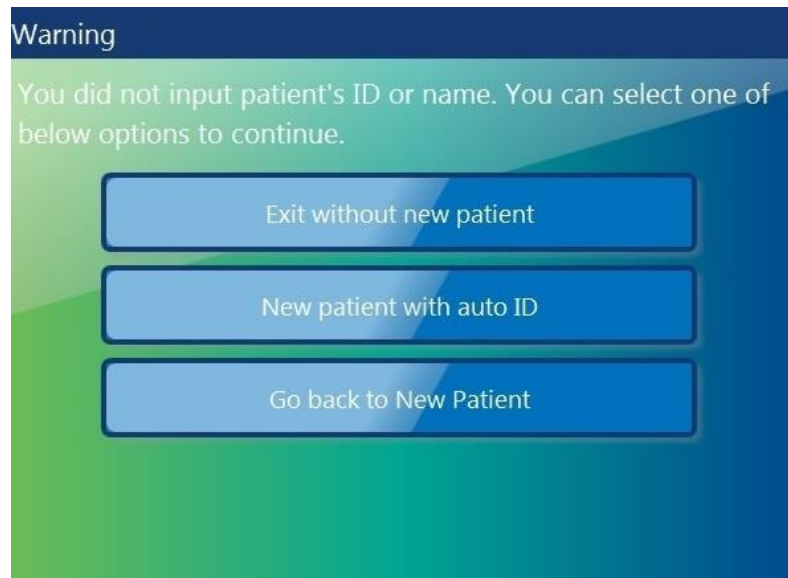 Warning
You did not input patient's ID or name. You can select one of
below options to continue.
Exit without new patient
New patient with auto ID
Go back to New Patient